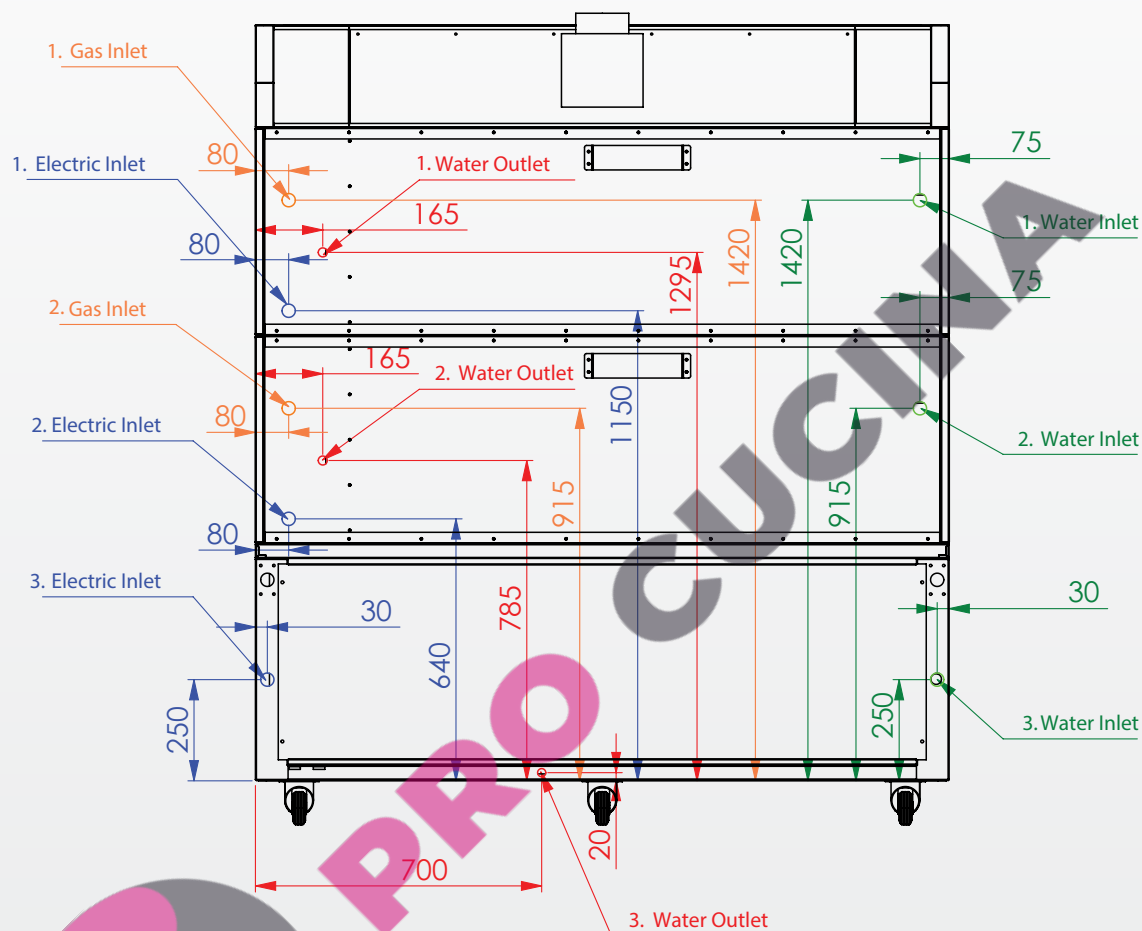 1. Gas Inlet
80
75
1. Electric Inlet
1. Water Outlet
165
80
1. Water Inlet
1420
1420
1295
75
2. Gas Inlet
165
2. Water Outlet
80
1150
2. Electric Inlet
2. Water Inlet
915
915
80
3. Electric Inlet
30
30
785
640
250
250
3. Water Inlet
20
700
3. Water Outlet
PRO CUCINA